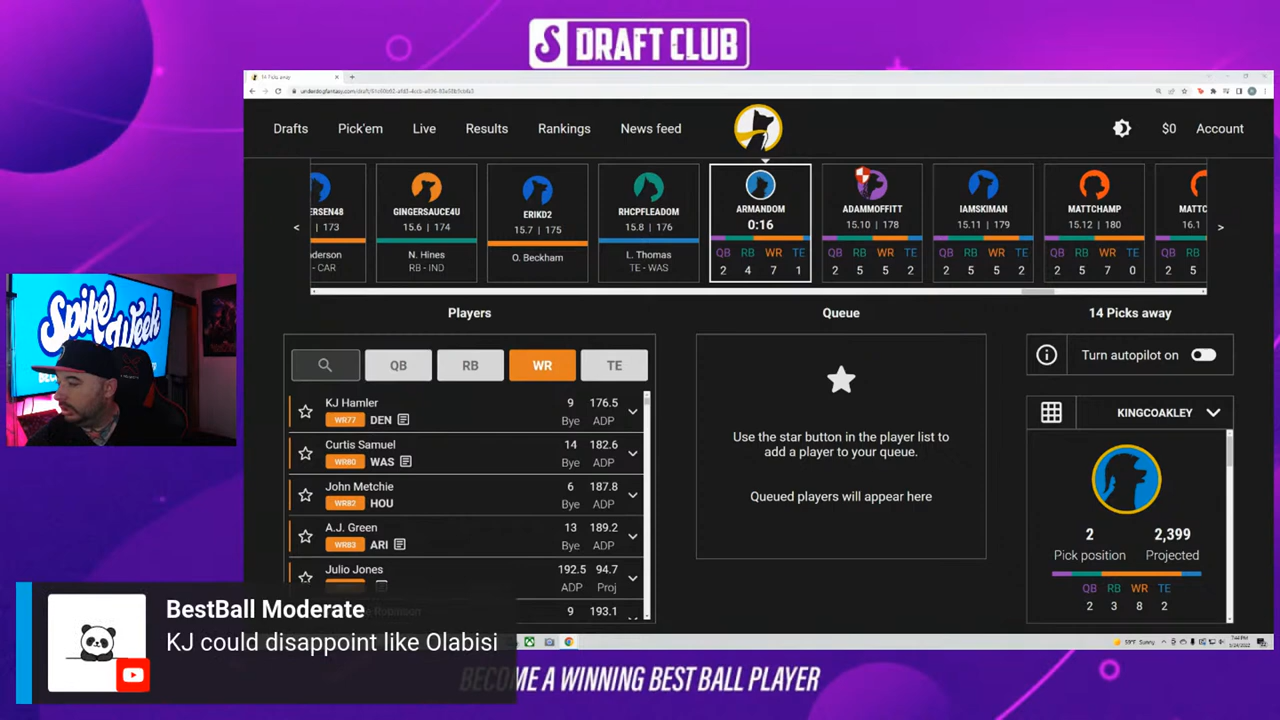 DRAFT CLUB
14 Picks away
Drafts
Pick'em
Live
Results
Rankings
News feed
$0
Account
<
ERSEN48
| 173
nderson
- CAR
GINGERSAUCE4U
15.6 | 174
N. Hines
RB - IND
ERIKD2
15.7 | 175
O. Beckham
RHCPFLEADOM
15.8 | 176
L. Thomas
TE - WAS
ARMANDOM
0:16
QB RB WR TE
2 4 7 1
ADAMMOFFITT
15.10 | 178
QB RB WR TE
2 5 5 2
IAMSKIMAN
15.11 | 179
QB RB WR TE
2 5 5 2
MATTCHAMP
15.12 | 180
QB RB WR TE
2 5 7 0
MATTC
16.1
QB RB
2 5
>
Players
QB
RB
WR
TE
KJ Hamler 9 176.5
WR77 DEN Bye ADP
Curtis Samuel 14 182.6
WR80 WAS Bye ADP
John Metchie 6 187.8
WR82 HOU Bye ADP
A.J. Green 13 189.2
WR83 ARI Bye ADP
Julio Jones 192.5 94.7
ADP Proj
9 193.1
Queue
Use the star button in the player list to
add a player to your queue.
Queued players will appear here
14 Picks away
Turn autopilot on
KINGCOAKLEY
2 2,399
Pick position Projected
QB RB WR TE
2 3 8 2
Spike
Week
BestBall Moderate
KJ could disappoint like Olabisi
BECOME A WINNING BEST BALL PLAYER
59°F Sunny
7:44 PM